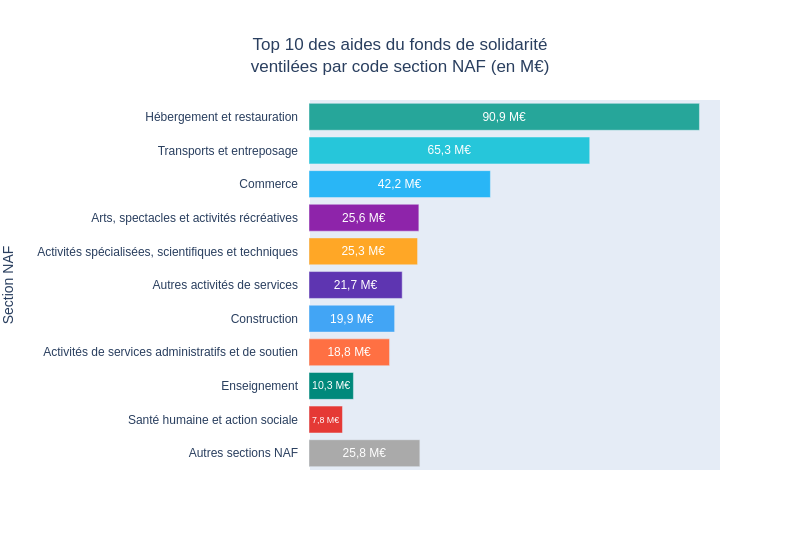 Top 10 des aides du fonds de solidarité
ventilées par code section NAF (en M€)
Section NAF
Hébergement et restauration 90,9 M€
Transports et entreposage 65,3 M€
Commerce 42,2 M€
Arts, spectacles et activités récréatives 25,6 M€
Activités spécialisées, scientifiques et techniques 25,3 M€
Autres activités de services 21,7 M€
Construction 19,9 M€
Activités de services administratifs et de soutien 18,8 M€
Enseignement 10,3 M€
Santé humaine et action sociale 7,8 M€
Autres sections NAF 25,8 M€